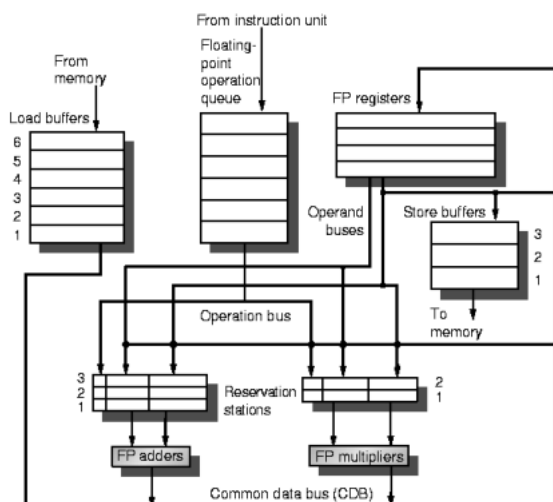 From instruction unit
From
memory
Floating-
point
operation
queue
FP registers
Load buffers
6
5
4
3
2
1
Operand
buses
Store buffers
3
2
1
To
memory
Operation bus
3
2
1
Reservation
stations
2
1
FP adders
FP multipliers
Common data bus (CDB)